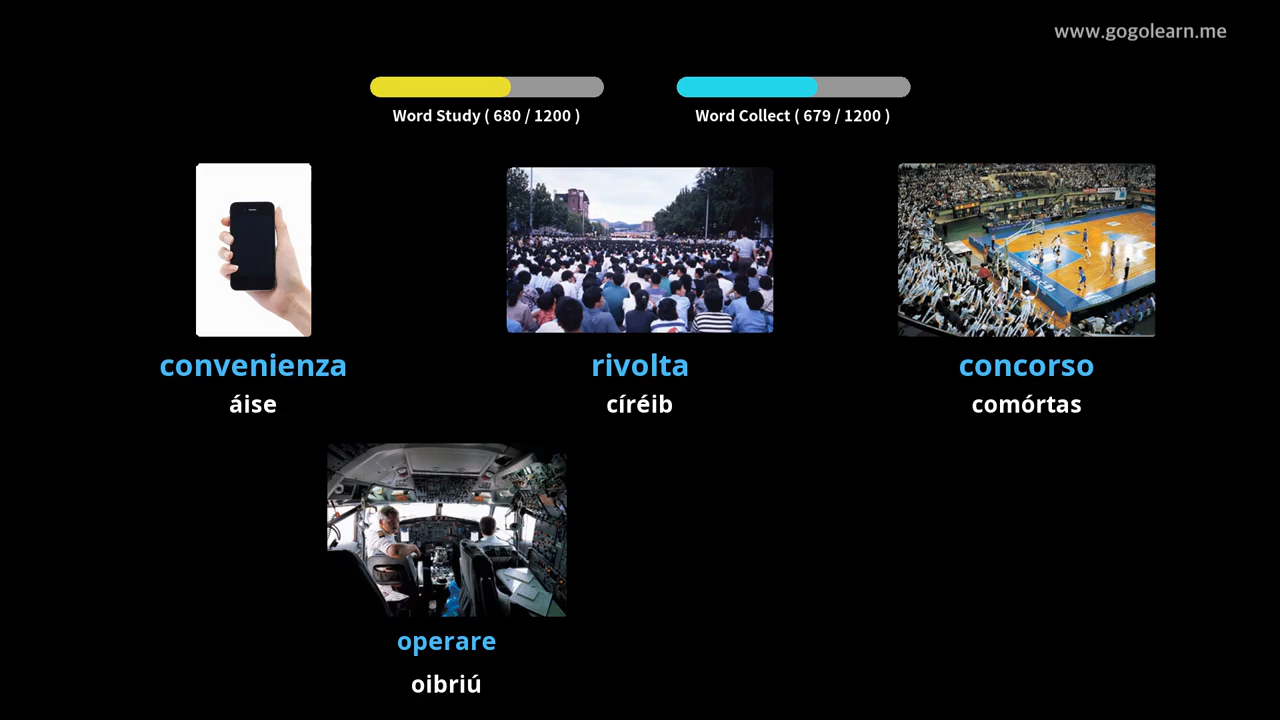 www.gogolearn.me
Word Study ( 680 / 1200 )
Word Collect ( 679 / 1200 )
convenienza
áise
rivolta
círéib
concorso
comórtas
operare
oibriú